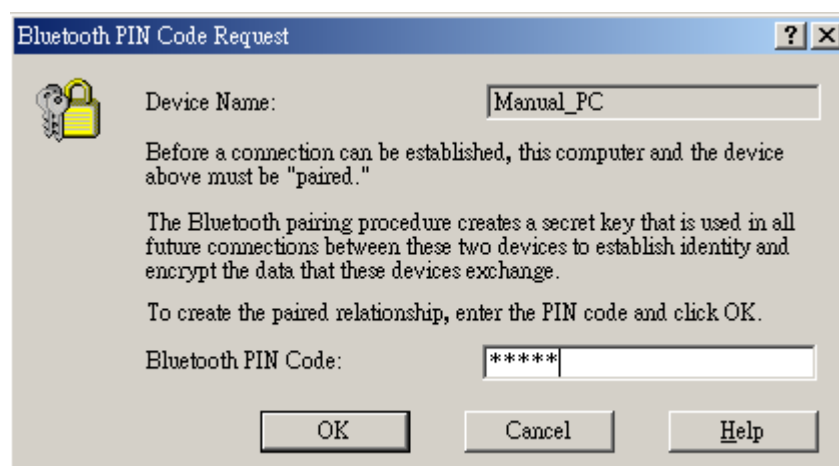 Bluetooth PIN Code Request
Device Name: Manual_PC
Before a connection can be established, this computer and the device
above must be "paired."
The Bluetooth pairing procedure creates a secret key that is used in all
future connections between these two devices to establish identity and
encrypt the data that these devices exchange.
To create the paired relationship, enter the PIN code and click OK.
Bluetooth PIN Code: *****
OK Cancel Help